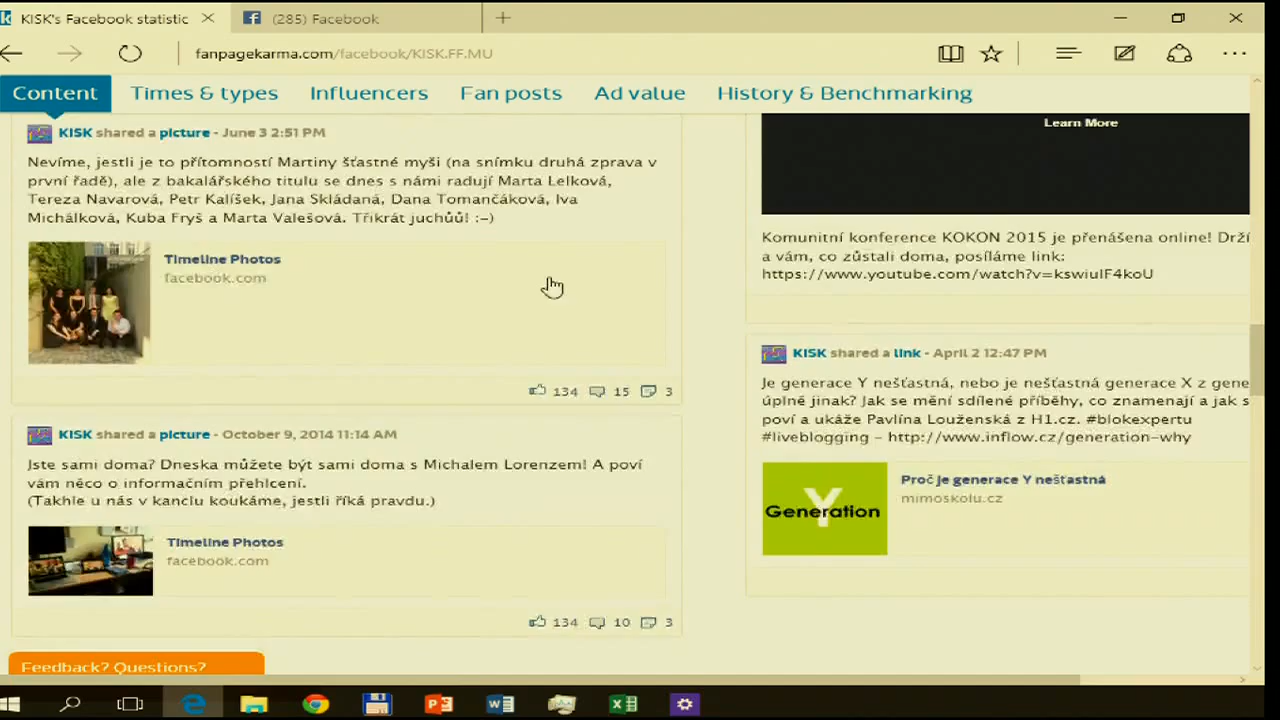 KISK's Facebook statistic
(285) Facebook
fanpagekarma.com/facebook/KISK.FF.MU
Content
Times & types
Influencers
Fan posts
Ad value
History & Benchmarking
KISK shared a picture - June 3 2:51 PM
Nevíme, jestli je to přítomností Martiny šťastné myši (na snímku druhá zprava v
první řadě), ale z bakalářského titulu se dnes s námi radují Marta Lelková,
Tereza Navarová, Petr Kalíšek, Jana Skládaná, Dana Tomančáková, Iva
Michálková, Kuba Fryš a Marta Valešová. Třikrát juchůů! :-)
Timeline Photos
facebook.com
134 15 3
KISK shared a picture - October 9, 2014 11:14 AM
Jste sami doma? Dneska můžete být sami doma s Michalem Lorenzem! A poví
vám něco o informačním přehlcení.
(Takhle u nás v kanclu koukáme, jestli říká pravdu.)
Timeline Photos
facebook.com
134 10 3
Feedback? Questions?
Learn More
Komunitní konference KOKON 2015 je přenášena online! Drží
a vám, co zůstali doma, posíláme link:
https://www.youtube.com/watch?v=kswiuIF4koU
KISK shared a link - April 2 12:47 PM
Je generace Y nešťastná, nebo je nešťastná generace X z gene
úplně jinak? Jak se mění sdílené příběhy, co znamenají a jak s
poví a ukáže Pavlína Louženská z H1.cz. #blokexpertu
#liveblogging – http://www.inflow.cz/generation-why
Y
Generation
Proč je generace Y nešťastná
mimoskolu.cz